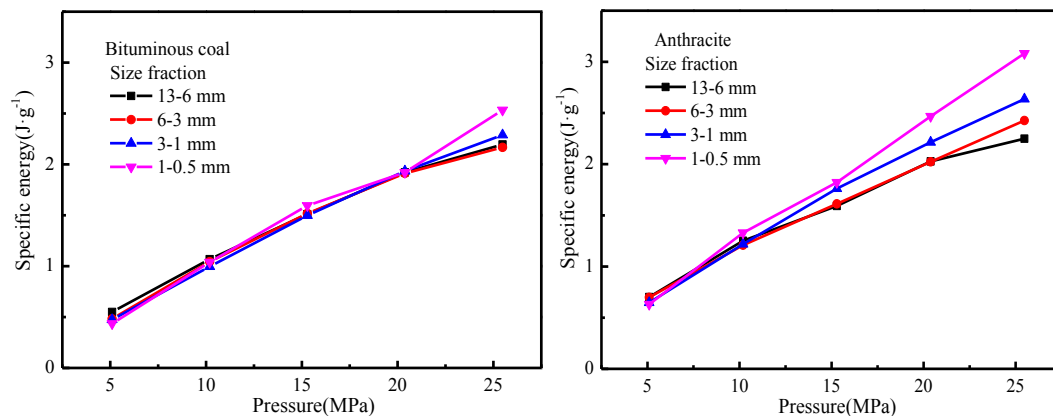 Bituminous coal
Size fraction
13-6 mm
6-3 mm
3-1 mm
1-0.5 mm
Specific energy(J·g⁻¹)
3
2
1
0
5 10 15 20 25
Pressure(MPa)
Anthracite
Size fraction
13-6 mm
6-3 mm
3-1 mm
1-0.5 mm
Specific energy(J·g⁻¹)
3
2
1
0
5 10 15 20 25
Pressure(MPa)